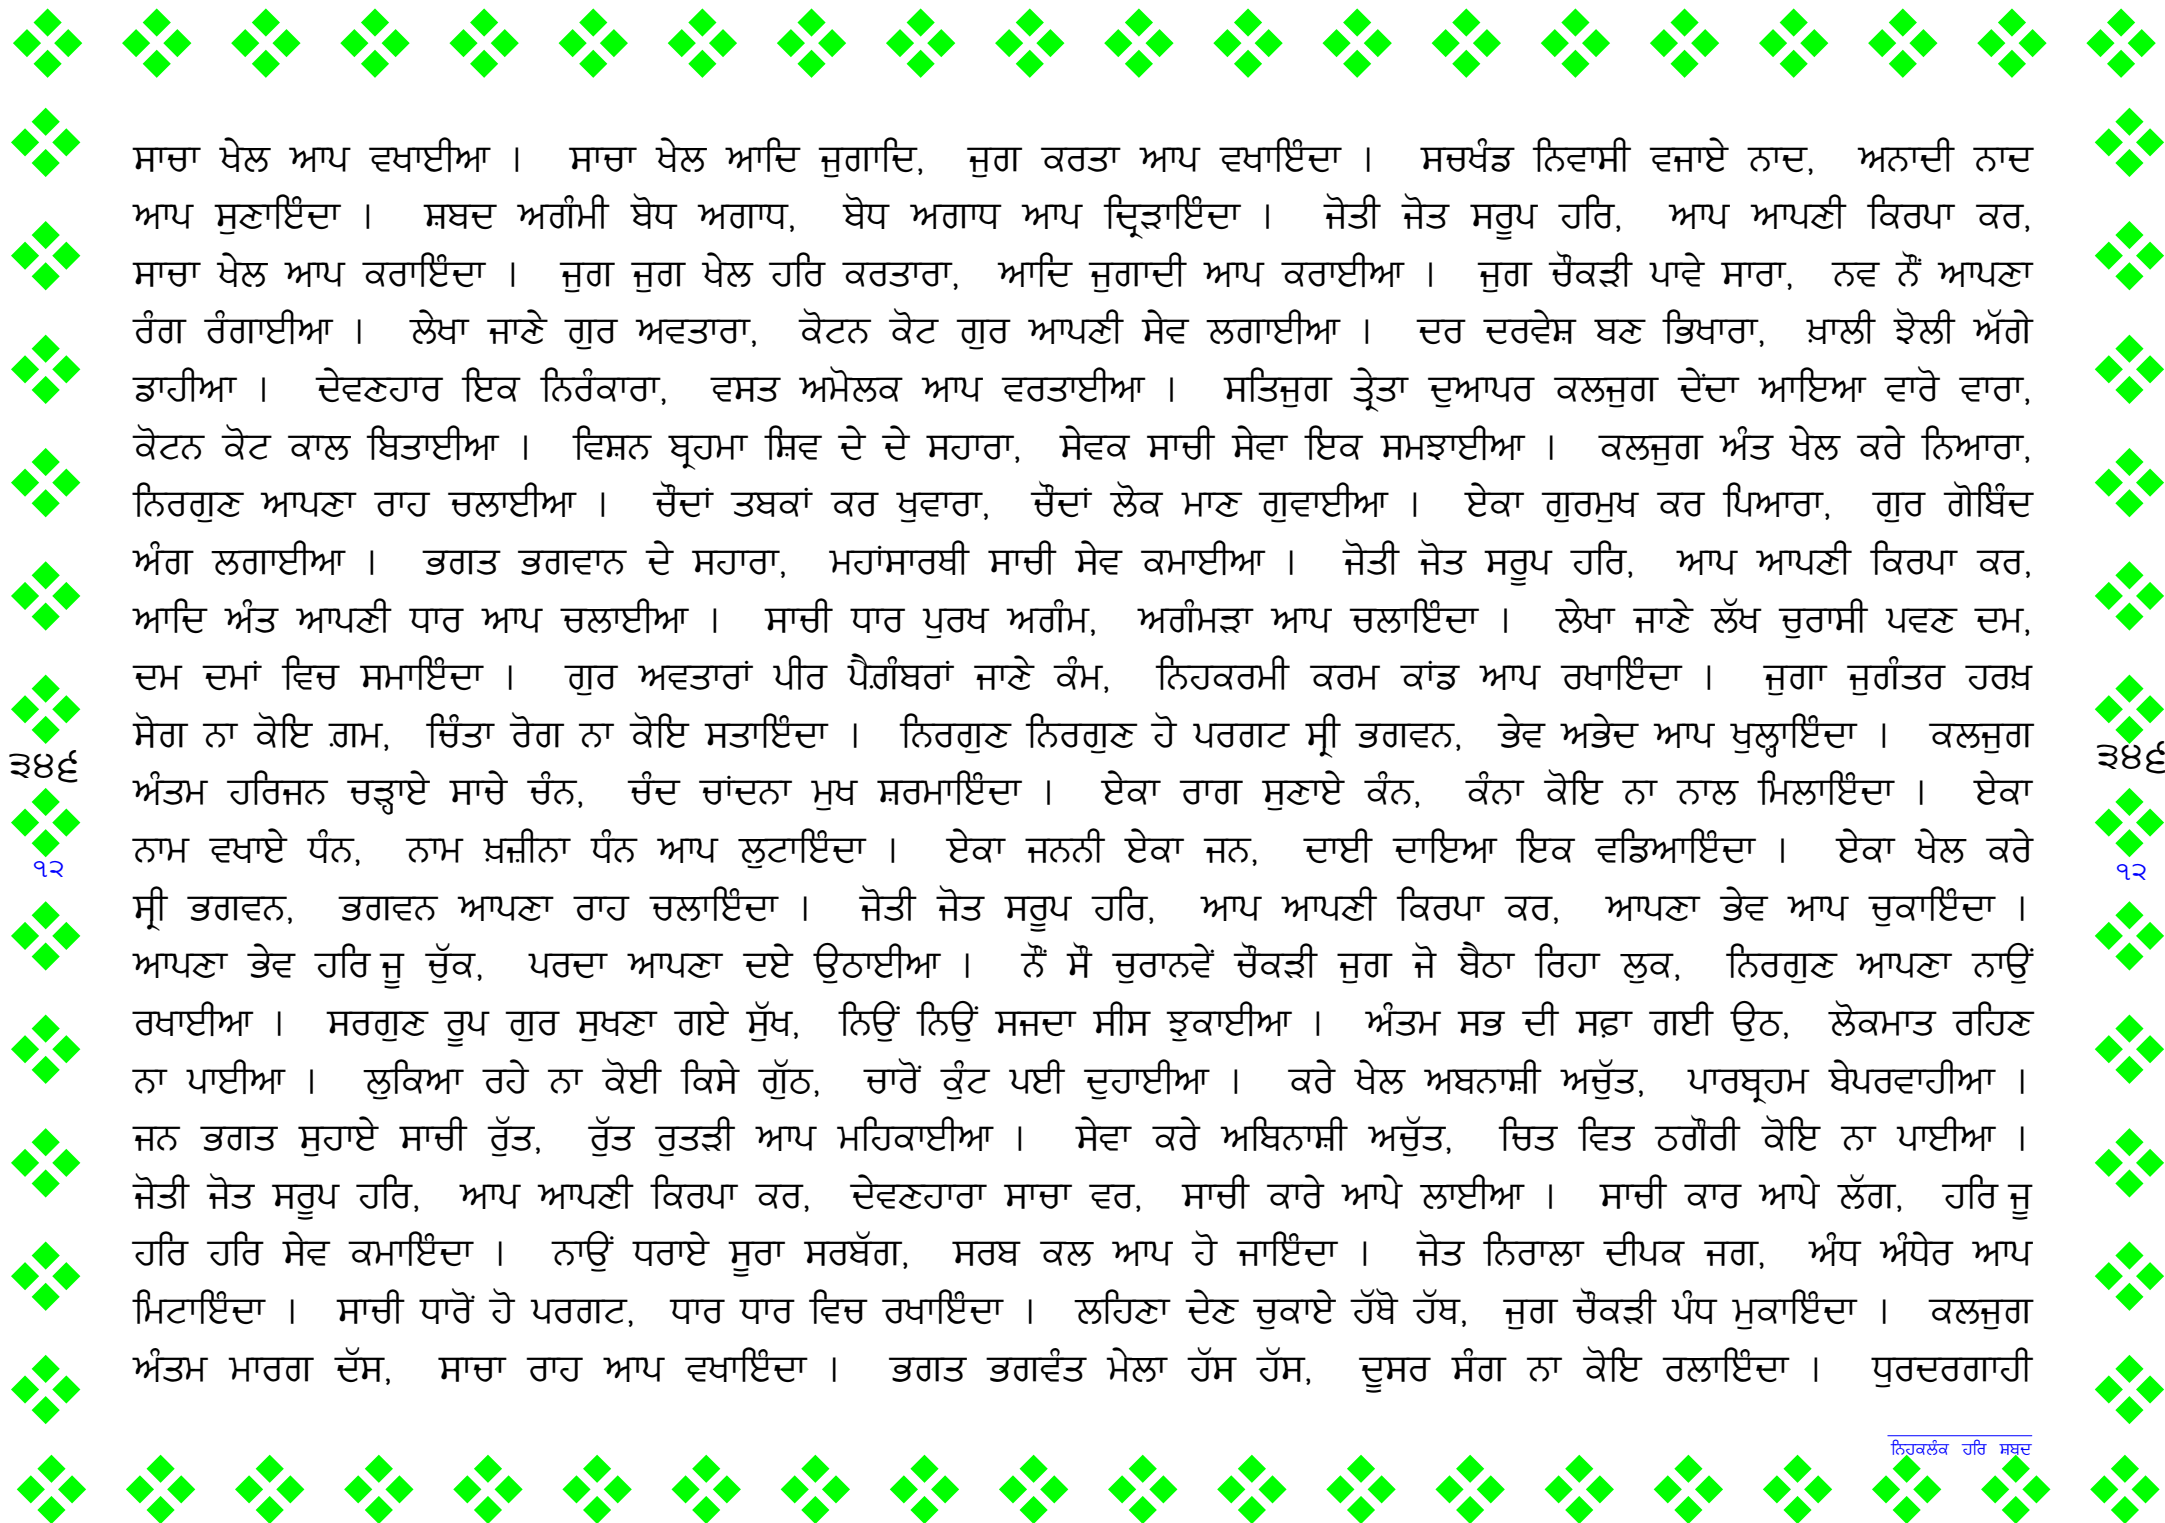 ਸਾਚਾ ਖੇਲ ਆਪ ਵਖਾਈਆ । ਸਾਚਾ ਖੇਲ ਆਦਿ ਜੁਗਾਦਿ, ਜੁਗ ਕਰਤਾ ਆਪ ਵਖਾਇੰਦਾ । ਸਚਖੰਡ ਨਿਵਾਸੀ ਵਜਾਏ ਨਾਦ, ਅਨਾਦੀ ਨਾਦ
ਆਪ ਸੁਣਾਇੰਦਾ । ਸ਼ਬਦ ਅਗੰਮੀ ਬੋਧ ਅਗਾਧ, ਬੋਧ ਅਗਾਧ ਆਪ ਦ੍ਰਿੜਾਇੰਦਾ । ਜੋਤੀ ਜੋਤ ਸਰੂਪ ਹਰਿ, ਆਪ ਆਪਣੀ ਕਿਰਪਾ ਕਰ,
ਸਾਚਾ ਖੇਲ ਆਪ ਕਰਾਇੰਦਾ । ਜੁਗ ਜੁਗ ਖੇਲ ਹਰਿ ਕਰਤਾਰਾ, ਆਦਿ ਜੁਗਾਦੀ ਆਪ ਕਰਾਈਆ । ਜੁਗ ਚੌਕੜੀ ਪਾਵੇ ਸਾਰਾ, ਨਵ ਨੌਂ ਆਪਣਾ
ਰੰਗ ਰੰਗਾਈਆ । ਲੇਖਾ ਜਾਣੇ ਗੁਰ ਅਵਤਾਰਾ, ਕੋਟਨ ਕੋਟ ਗੁਰ ਆਪਣੀ ਸੇਵ ਲਗਾਈਆ । ਦਰ ਦਰਵੇਸ਼ ਬਣ ਭਿਖਾਰਾ, ਖ਼ਾਲੀ ਝੋਲੀ ਅੱਗੇ
ਡਾਹੀਆ । ਦੇਵਣਹਾਰ ਇਕ ਨਿਰੰਕਾਰਾ, ਵਸਤ ਅਮੋਲਕ ਆਪ ਵਰਤਾਈਆ । ਸਤਿਜੁਗ ਤ੍ਰੇਤਾ ਦੁਆਪਰ ਕਲਜੁਗ ਦੇਂਦਾ ਆਇਆ ਵਾਰੋ ਵਾਰਾ,
ਕੋਟਨ ਕੋਟ ਕਾਲ ਬਿਤਾਈਆ । ਵਿਸ਼ਨ ਬ੍ਰਹਮਾ ਸ਼ਿਵ ਦੇ ਦੇ ਸਹਾਰਾ, ਸੇਵਕ ਸਾਚੀ ਸੇਵਾ ਇਕ ਸਮਝਾਈਆ । ਕਲਜੁਗ ਅੰਤ ਖੇਲ ਕਰੇ ਨਿਆਰਾ,
ਨਿਰਗੁਣ ਆਪਣਾ ਰਾਹ ਚਲਾਈਆ । ਚੌਦਾਂ ਤਬਕਾਂ ਕਰ ਖੁਵਾਰਾ, ਚੌਦਾਂ ਲੋਕ ਮਾਣ ਗੁਵਾਈਆ । ਏਕਾ ਗੁਰਮੁਖ ਕਰ ਪਿਆਰਾ, ਗੁਰ ਗੋਬਿੰਦ
ਅੰਗ ਲਗਾਈਆ । ਭਗਤ ਭਗਵਾਨ ਦੇ ਸਹਾਰਾ, ਮਹਾਂਸਾਰਥੀ ਸਾਚੀ ਸੇਵ ਕਮਾਈਆ । ਜੋਤੀ ਜੋਤ ਸਰੂਪ ਹਰਿ, ਆਪ ਆਪਣੀ ਕਿਰਪਾ ਕਰ,
ਆਦਿ ਅੰਤ ਆਪਣੀ ਧਾਰ ਆਪ ਚਲਾਈਆ । ਸਾਚੀ ਧਾਰ ਪੁਰਖ ਅਗੰਮ, ਅਗੰਮੜਾ ਆਪ ਚਲਾਇੰਦਾ । ਲੇਖਾ ਜਾਣੇ ਲੱਖ ਚੁਰਾਸੀ ਪਵਣ ਦਮ,
ਦਮ ਦਮਾਂ ਵਿਚ ਸਮਾਇੰਦਾ । ਗੁਰ ਅਵਤਾਰਾਂ ਪੀਰ ਪੈਗ਼ੰਬਰਾਂ ਜਾਣੇ ਕੰਮ, ਨਿਹਕਰਮੀ ਕਰਮ ਕਾਂਡ ਆਪ ਰਖਾਇੰਦਾ । ਜੁਗਾ ਜੁਗੰਤਰ ਹਰਖ਼
ਸੋਗ ਨਾ ਕੋਇ ਗ਼ਮ, ਚਿੰਤਾ ਰੋਗ ਨਾ ਕੋਇ ਸਤਾਇੰਦਾ । ਨਿਰਗੁਣ ਨਿਰਗੁਣ ਹੋ ਪਰਗਟ ਸ੍ਰੀ ਭਗਵਨ, ਭੇਵ ਅਭੇਦ ਆਪ ਖੁਲ੍ਹਾਇੰਦਾ । ਕਲਜੁਗ
ਅੰਤਮ ਹਰਿਜਨ ਚੜ੍ਹਾਏ ਸਾਚੇ ਚੰਨ, ਚੰਦ ਚਾਂਦਨਾ ਮੁਖ ਸ਼ਰਮਾਇੰਦਾ । ਏਕਾ ਰਾਗ ਸੁਣਾਏ ਕੰਨ, ਕੰਨਾ ਕੋਇ ਨਾ ਨਾਲ ਮਿਲਾਇੰਦਾ । ਏਕਾ
ਨਾਮ ਵਖਾਏ ਧੰਨ, ਨਾਮ ਖ਼ਜ਼ੀਨਾ ਧੰਨ ਆਪ ਲੁਟਾਇੰਦਾ । ਏਕਾ ਜਨਨੀ ਏਕਾ ਜਨ, ਦਾਈ ਦਾਇਆ ਇਕ ਵਡਿਆਇੰਦਾ । ਏਕਾ ਖੇਲ ਕਰੇ
ਸ੍ਰੀ ਭਗਵਨ, ਭਗਵਨ ਆਪਣਾ ਰਾਹ ਚਲਾਇੰਦਾ । ਜੋਤੀ ਜੋਤ ਸਰੂਪ ਹਰਿ, ਆਪ ਆਪਣੀ ਕਿਰਪਾ ਕਰ, ਆਪਣਾ ਭੇਵ ਆਪ ਚੁਕਾਇੰਦਾ ।
ਆਪਣਾ ਭੇਵ ਹਰਿ ਜੂ ਚੁੱਕ, ਪਰਦਾ ਆਪਣਾ ਦਏ ਉਠਾਈਆ । ਨੌਂ ਸੌ ਚੁਰਾਨਵੇਂ ਚੌਕੜੀ ਜੁਗ ਜੋ ਬੈਠਾ ਰਿਹਾ ਲੁਕ, ਨਿਰਗੁਣ ਆਪਣਾ ਨਾਉਂ
ਰਖਾਈਆ । ਸਰਗੁਣ ਰੂਪ ਗੁਰ ਸੁਖਣਾ ਗਏ ਸੁੱਖ, ਨਿਉਂ ਨਿਉਂ ਸਜਦਾ ਸੀਸ ਝੁਕਾਈਆ । ਅੰਤਮ ਸਭ ਦੀ ਸਫ਼ਾ ਗਈ ਉਠ, ਲੋਕਮਾਤ ਰਹਿਣ
ਨਾ ਪਾਈਆ । ਲੁਕਿਆ ਰਹੇ ਨਾ ਕੋਈ ਕਿਸੇ ਗੁੱਠ, ਚਾਰੋਂ ਕੁੰਟ ਪਈ ਦੁਹਾਈਆ । ਕਰੇ ਖੇਲ ਅਬਨਾਸ਼ੀ ਅਚੁੱਤ, ਪਾਰਬ੍ਰਹਮ ਬੇਪਰਵਾਹੀਆ ।
ਜਨ ਭਗਤ ਸੁਹਾਏ ਸਾਚੀ ਰੁੱਤ, ਰੁੱਤ ਰੁਤੜੀ ਆਪ ਮਹਿਕਾਈਆ । ਸੇਵਾ ਕਰੇ ਅਬਿਨਾਸ਼ੀ ਅਚੁੱਤ, ਚਿਤ ਵਿਤ ਠਗੌਰੀ ਕੋਇ ਨਾ ਪਾਈਆ ।
ਜੋਤੀ ਜੋਤ ਸਰੂਪ ਹਰਿ, ਆਪ ਆਪਣੀ ਕਿਰਪਾ ਕਰ, ਦੇਵਣਹਾਰਾ ਸਾਚਾ ਵਰ, ਸਾਚੀ ਕਾਰੇ ਆਪੇ ਲਾਈਆ । ਸਾਚੀ ਕਾਰ ਆਪੇ ਲੱਗ, ਹਰਿ ਜੂ
ਹਰਿ ਹਰਿ ਸੇਵ ਕਮਾਇੰਦਾ । ਨਾਉਂ ਧਰਾਏ ਸੂਰਾ ਸਰਬੱਗ, ਸਰਬ ਕਲ ਆਪ ਹੋ ਜਾਇੰਦਾ । ਜੋਤ ਨਿਰਾਲਾ ਦੀਪਕ ਜਗ, ਅੰਧ ਅੰਧੇਰ ਆਪ
ਮਿਟਾਇੰਦਾ । ਸਾਚੀ ਧਾਰੋਂ ਹੋ ਪਰਗਟ, ਧਾਰ ਧਾਰ ਵਿਚ ਰਖਾਇੰਦਾ । ਲਹਿਣਾ ਦੇਣ ਚੁਕਾਏ ਹੱਥੋ ਹੱਥ, ਜੁਗ ਚੌਕੜੀ ਪੰਧ ਮੁਕਾਇੰਦਾ । ਕਲਜੁਗ
ਅੰਤਮ ਮਾਰਗ ਦੱਸ, ਸਾਚਾ ਰਾਹ ਆਪ ਵਖਾਇੰਦਾ । ਭਗਤ ਭਗਵੰਤ ਮੇਲਾ ਹੱਸ ਹੱਸ, ਦੂਸਰ ਸੰਗ ਨਾ ਕੋਇ ਰਲਾਇੰਦਾ । ਧੁਰਦਰਗਾਹੀ
੩੪੬ ੩੪੬
੧੨ ੧੨
ਨਿਹਕਲੰਕ ਹਰਿ ਸ਼ਬਦ